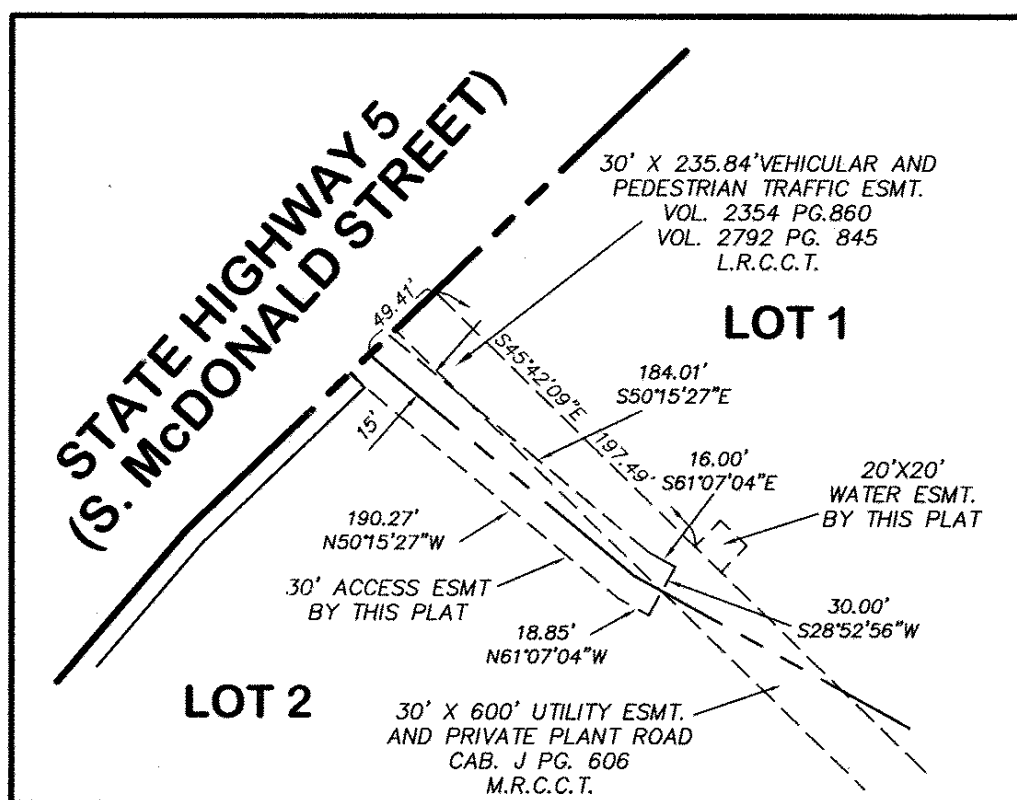 STATE HIGHWAY 5
(S. McDONALD STREET)
30' X 235.84' VEHICULAR AND
PEDESTRIAN TRAFFIC ESMT.
VOL. 2354 PG.860
VOL. 2792 PG. 845
L.R.C.C.T.
LOT 1
49.41'
S45°42'09"E 197.49'
184.01'
S50°15'27"E
15'
16.00'
S61°07'04"E
20'X20'
WATER ESMT.
BY THIS PLAT
190.27'
N50°15'27"W
30' ACCESS ESMT
BY THIS PLAT
18.85'
N61°07'04"W
30.00'
S28°52'56"W
LOT 2
30' X 600' UTILITY ESMT.
AND PRIVATE PLANT ROAD
CAB. J PG. 606
M.R.C.C.T.